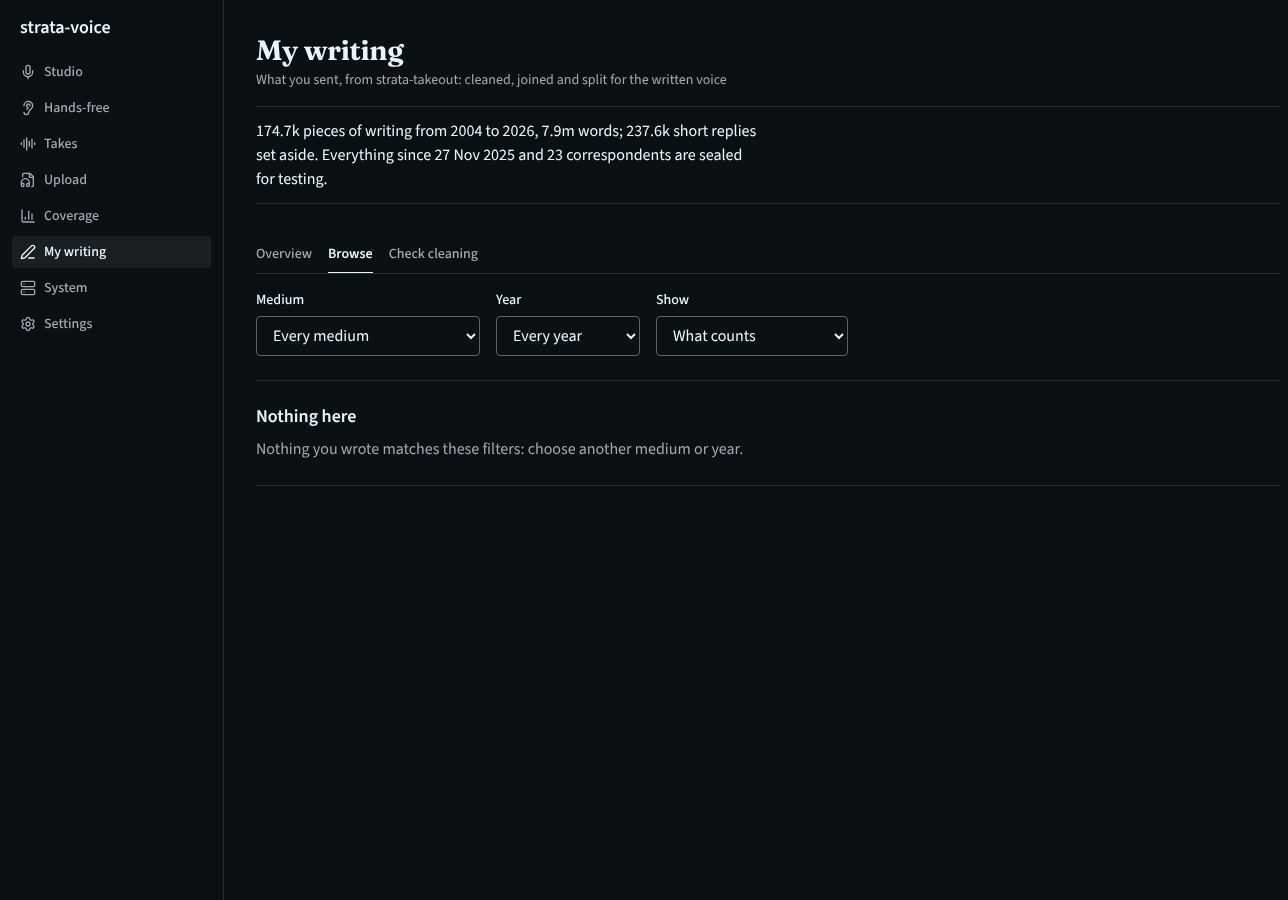 strata-voice
Studio
Hands-free
Takes
Upload
Coverage
My writing
System
Settings
My writing
What you sent, from strata-takeout: cleaned, joined and split for the written voice
174.7k pieces of writing from 2004 to 2026, 7.9m words; 237.6k short replies
set aside. Everything since 27 Nov 2025 and 23 correspondents are sealed
for testing.
Overview Browse Check cleaning
Medium Year Show
Every medium Every year What counts
Nothing here
Nothing you wrote matches these filters: choose another medium or year.